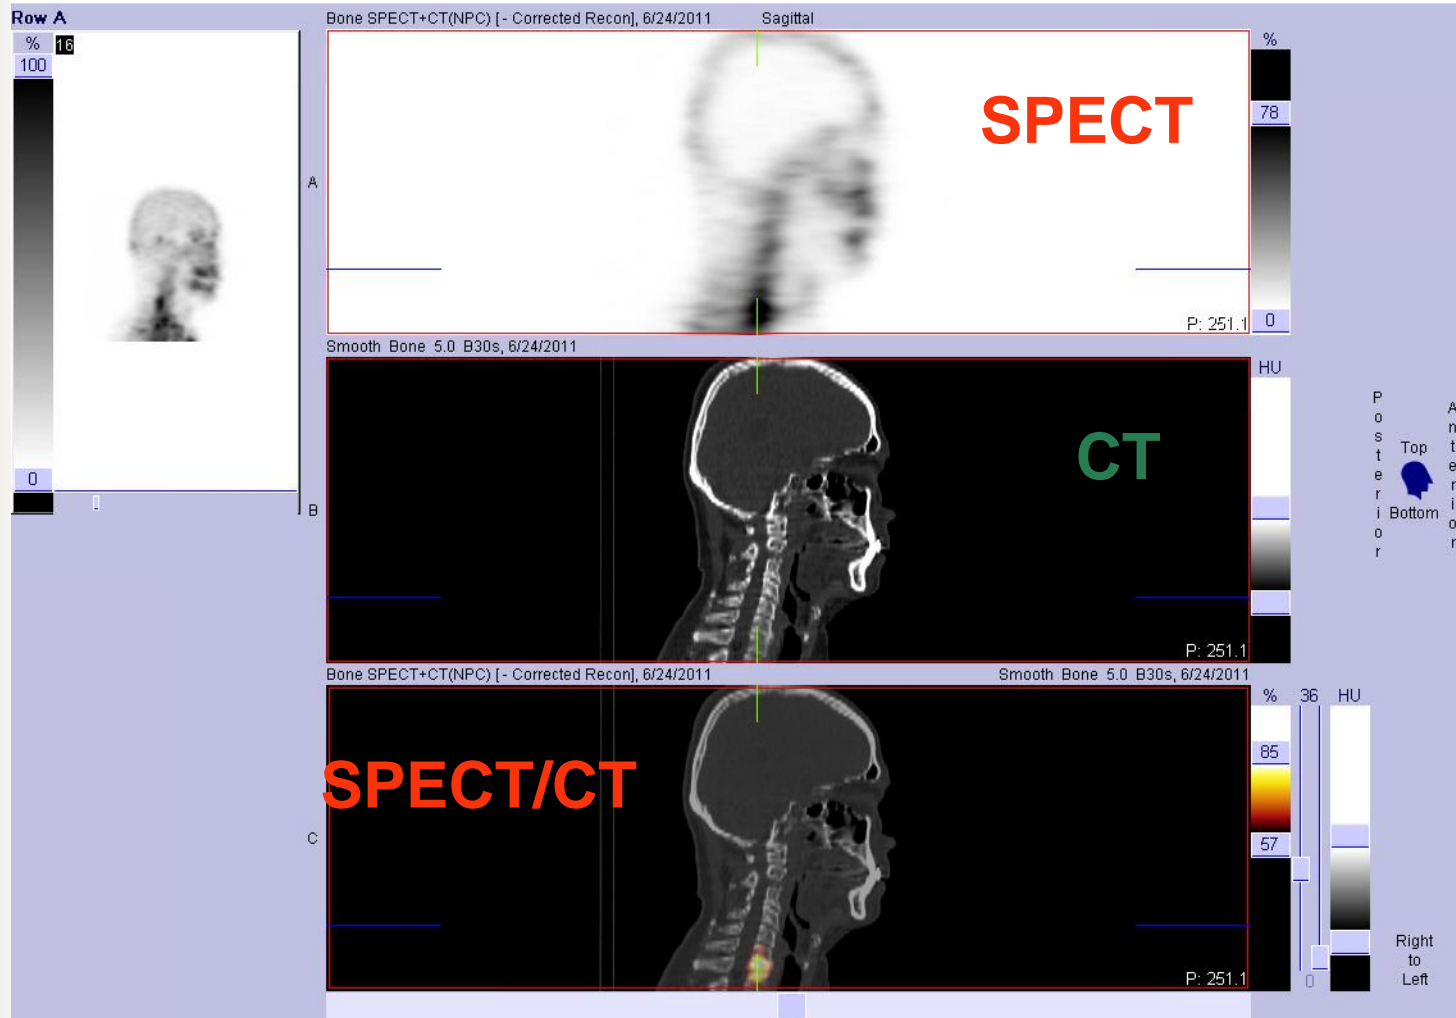 Row A
Bone SPECT+CT(NPC) [- Corrected Recon], 6/24/2011 Sagittal
% 16
100
0
A
SPECT
%
78
0
P: 251.1
Smooth Bone 5.0 B30s, 6/24/2011
B
CT
HU
P: 251.1
Posterior
Top
Bottom
Anterior
Bone SPECT+CT(NPC) [- Corrected Recon], 6/24/2011 Smooth Bone 5.0 B30s, 6/24/2011
C
SPECT/CT
% 36 HU
85
57
0
P: 251.1
Right
to
Left